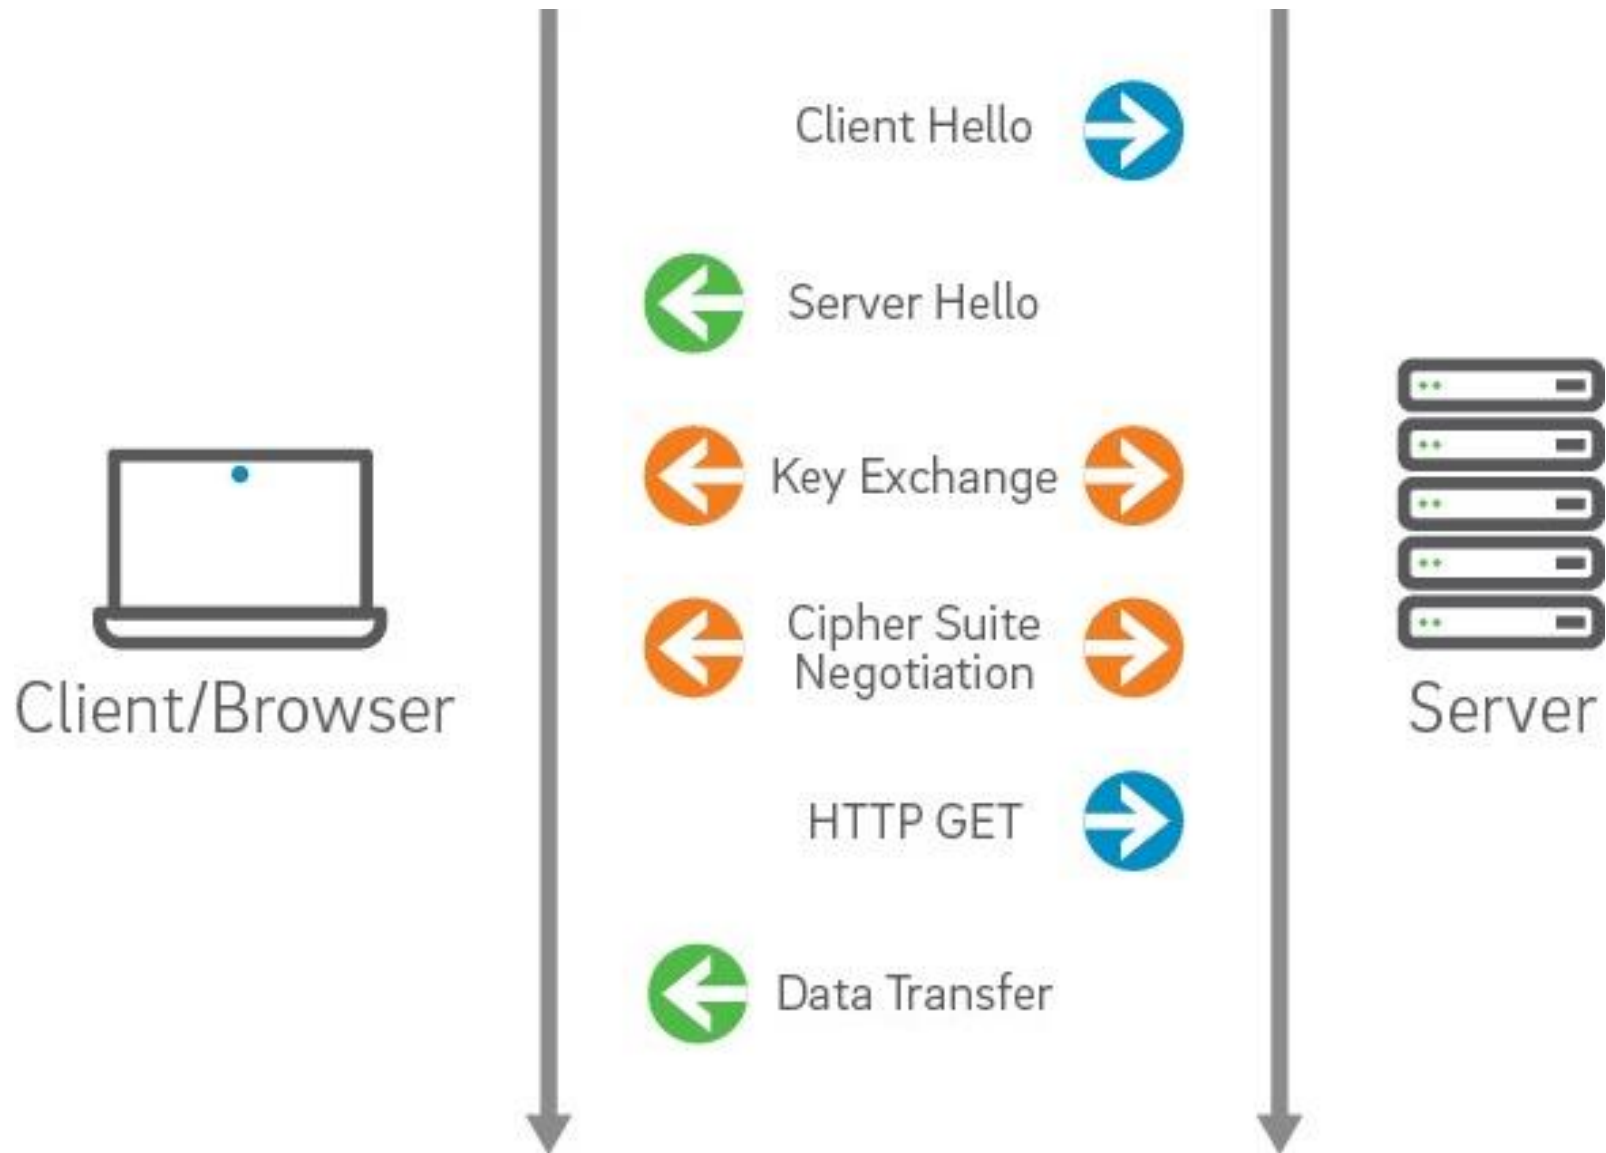 Client Hello
Server Hello
Key Exchange
Cipher Suite
Negotiation
Client/Browser
Server
HTTP GET
Data Transfer